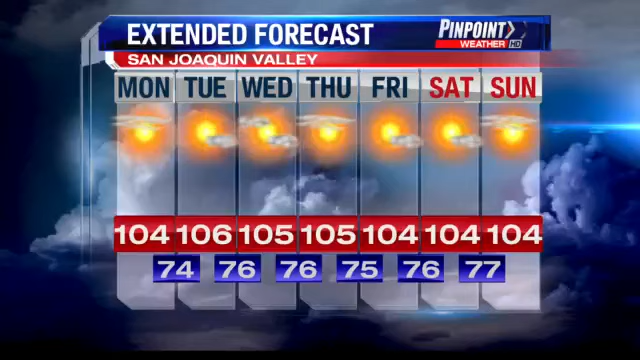 EXTENDED FORECAST
PINPOINT
WEATHER HD
SAN JOAQUIN VALLEY
MON TUE WED THU FRI SAT SUN
104 106 105 105 104 104 104
74 76 76 75 76 77